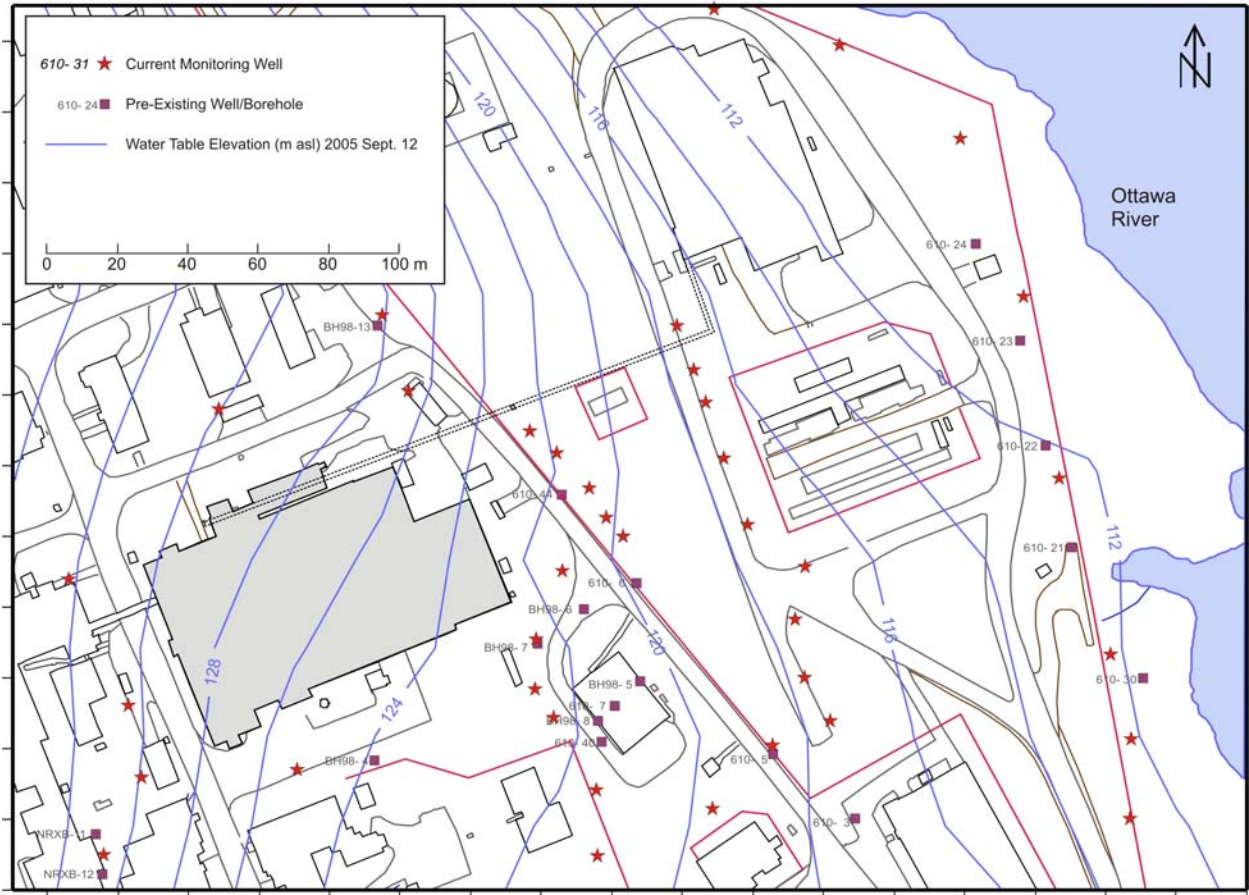 610- 31 Current Monitoring Well
610- 24 Pre-Existing Well/Borehole
Water Table Elevation (m asl) 2005 Sept. 12
0 20 40 60 80 100 m
N
120
116
112
Ottawa
River
610- 24
BH98-13
610- 23
610- 22
610- 44
610- 21
112
610- 6
BH98- 6
BH98- 7
120
116
128
BH98- 5
610- 30
124
610- 7
BH98- 8
610- 40
BH98- 4
610- 5
610- 3
NRXB-11
NRXB-12